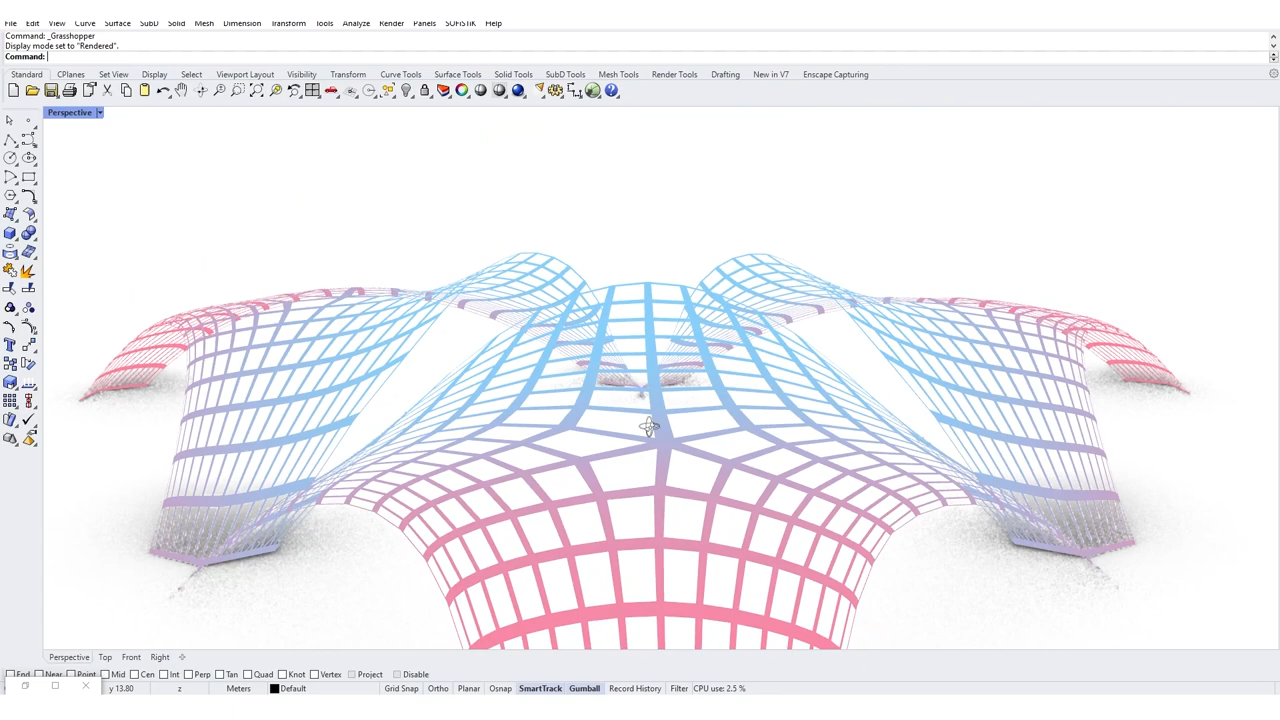 File Edit View Curve Surface SubD Solid Mesh Dimension Transform Tools Analyze Render Panels SOFiSTiK Help
Command: _Grasshopper
Display mode set to "Rendered".
Command:
Standard CPlanes Set View Display Select Viewport Layout Visibility Transform Curve Tools Surface Tools Solid Tools SubD Tools Mesh Tools Render Tools Drafting New in V7 Escape Capturing
Perspective
Perspective Top Front Right
End Near Point Mid Cen Int Perp Tan Quad Knot Vertex Project Disable
y 13.80 z Meters Default Grid Snap Ortho Planar Osnap SmartTrack Gumball Record History Filter CPU use: 2.5 %